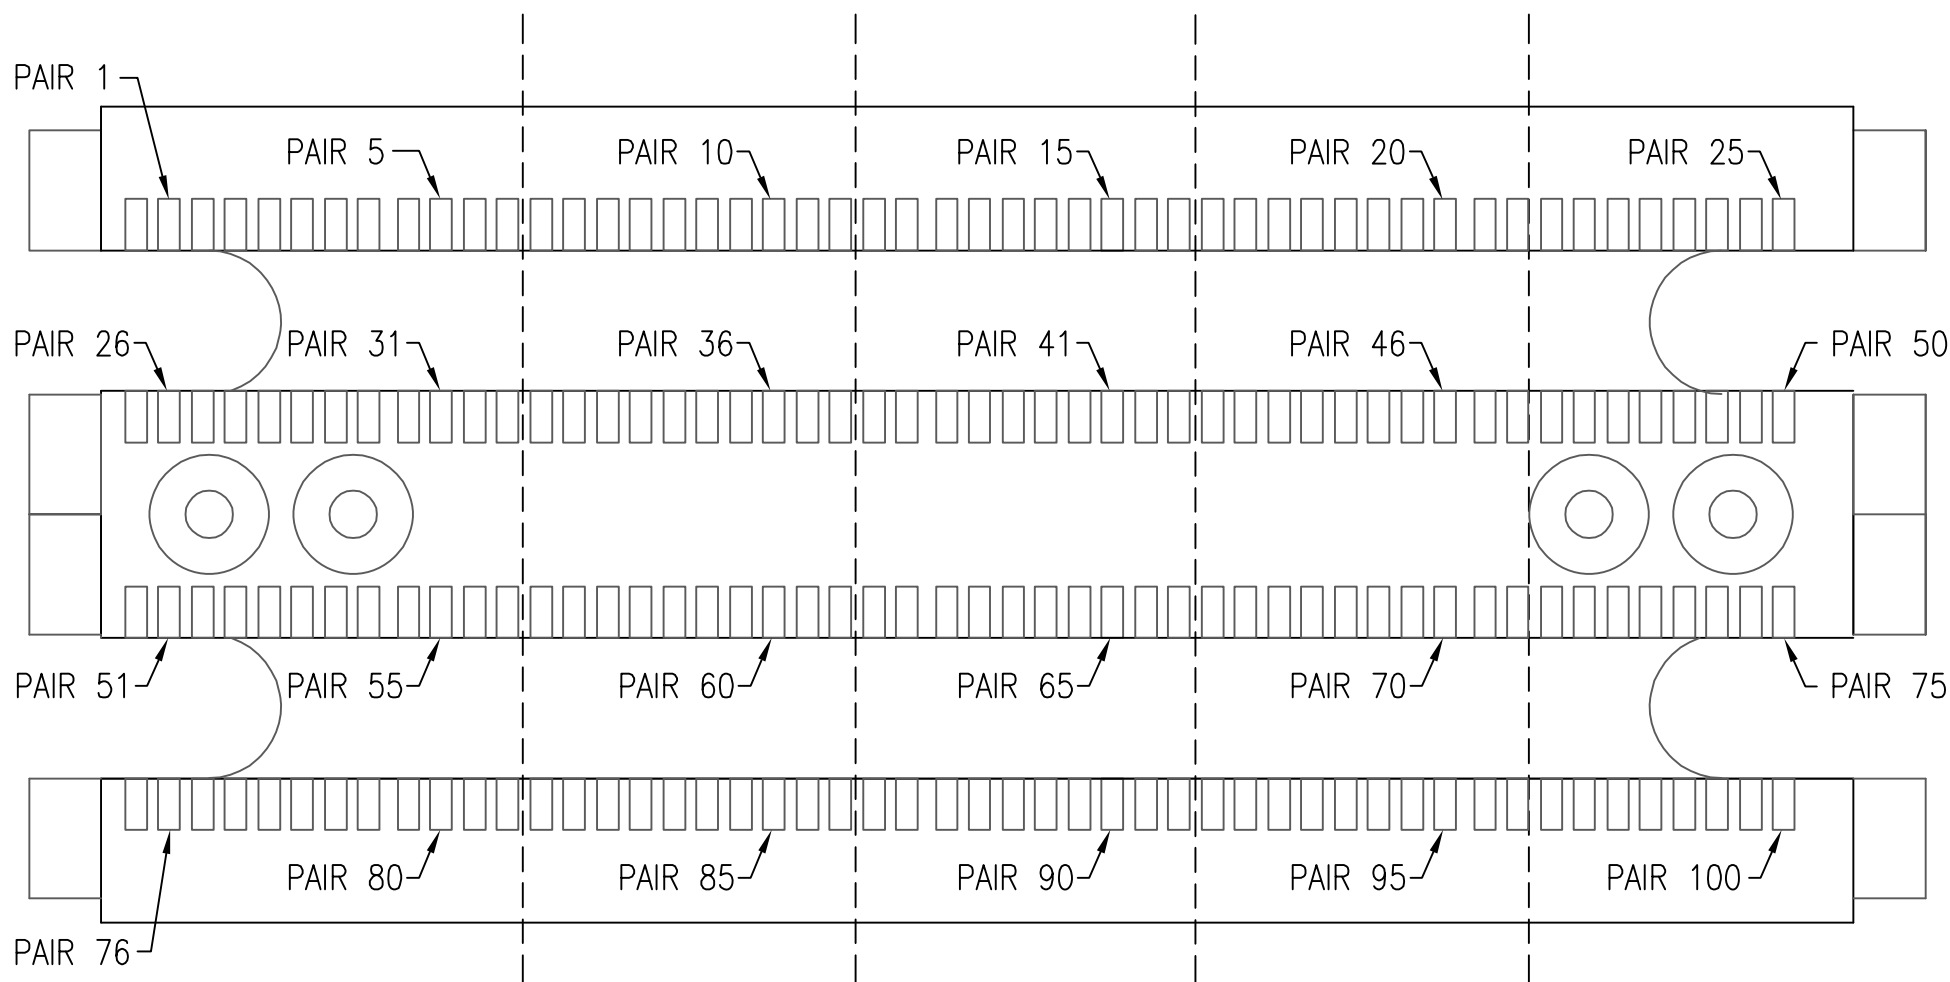 PAIR 1
PAIR 5
PAIR 10
PAIR 15
PAIR 20
PAIR 25
PAIR 26
PAIR 31
PAIR 36
PAIR 41
PAIR 46
PAIR 50
PAIR 51
PAIR 55
PAIR 60
PAIR 65
PAIR 70
PAIR 75
PAIR 80
PAIR 85
PAIR 90
PAIR 95
PAIR 100
PAIR 76